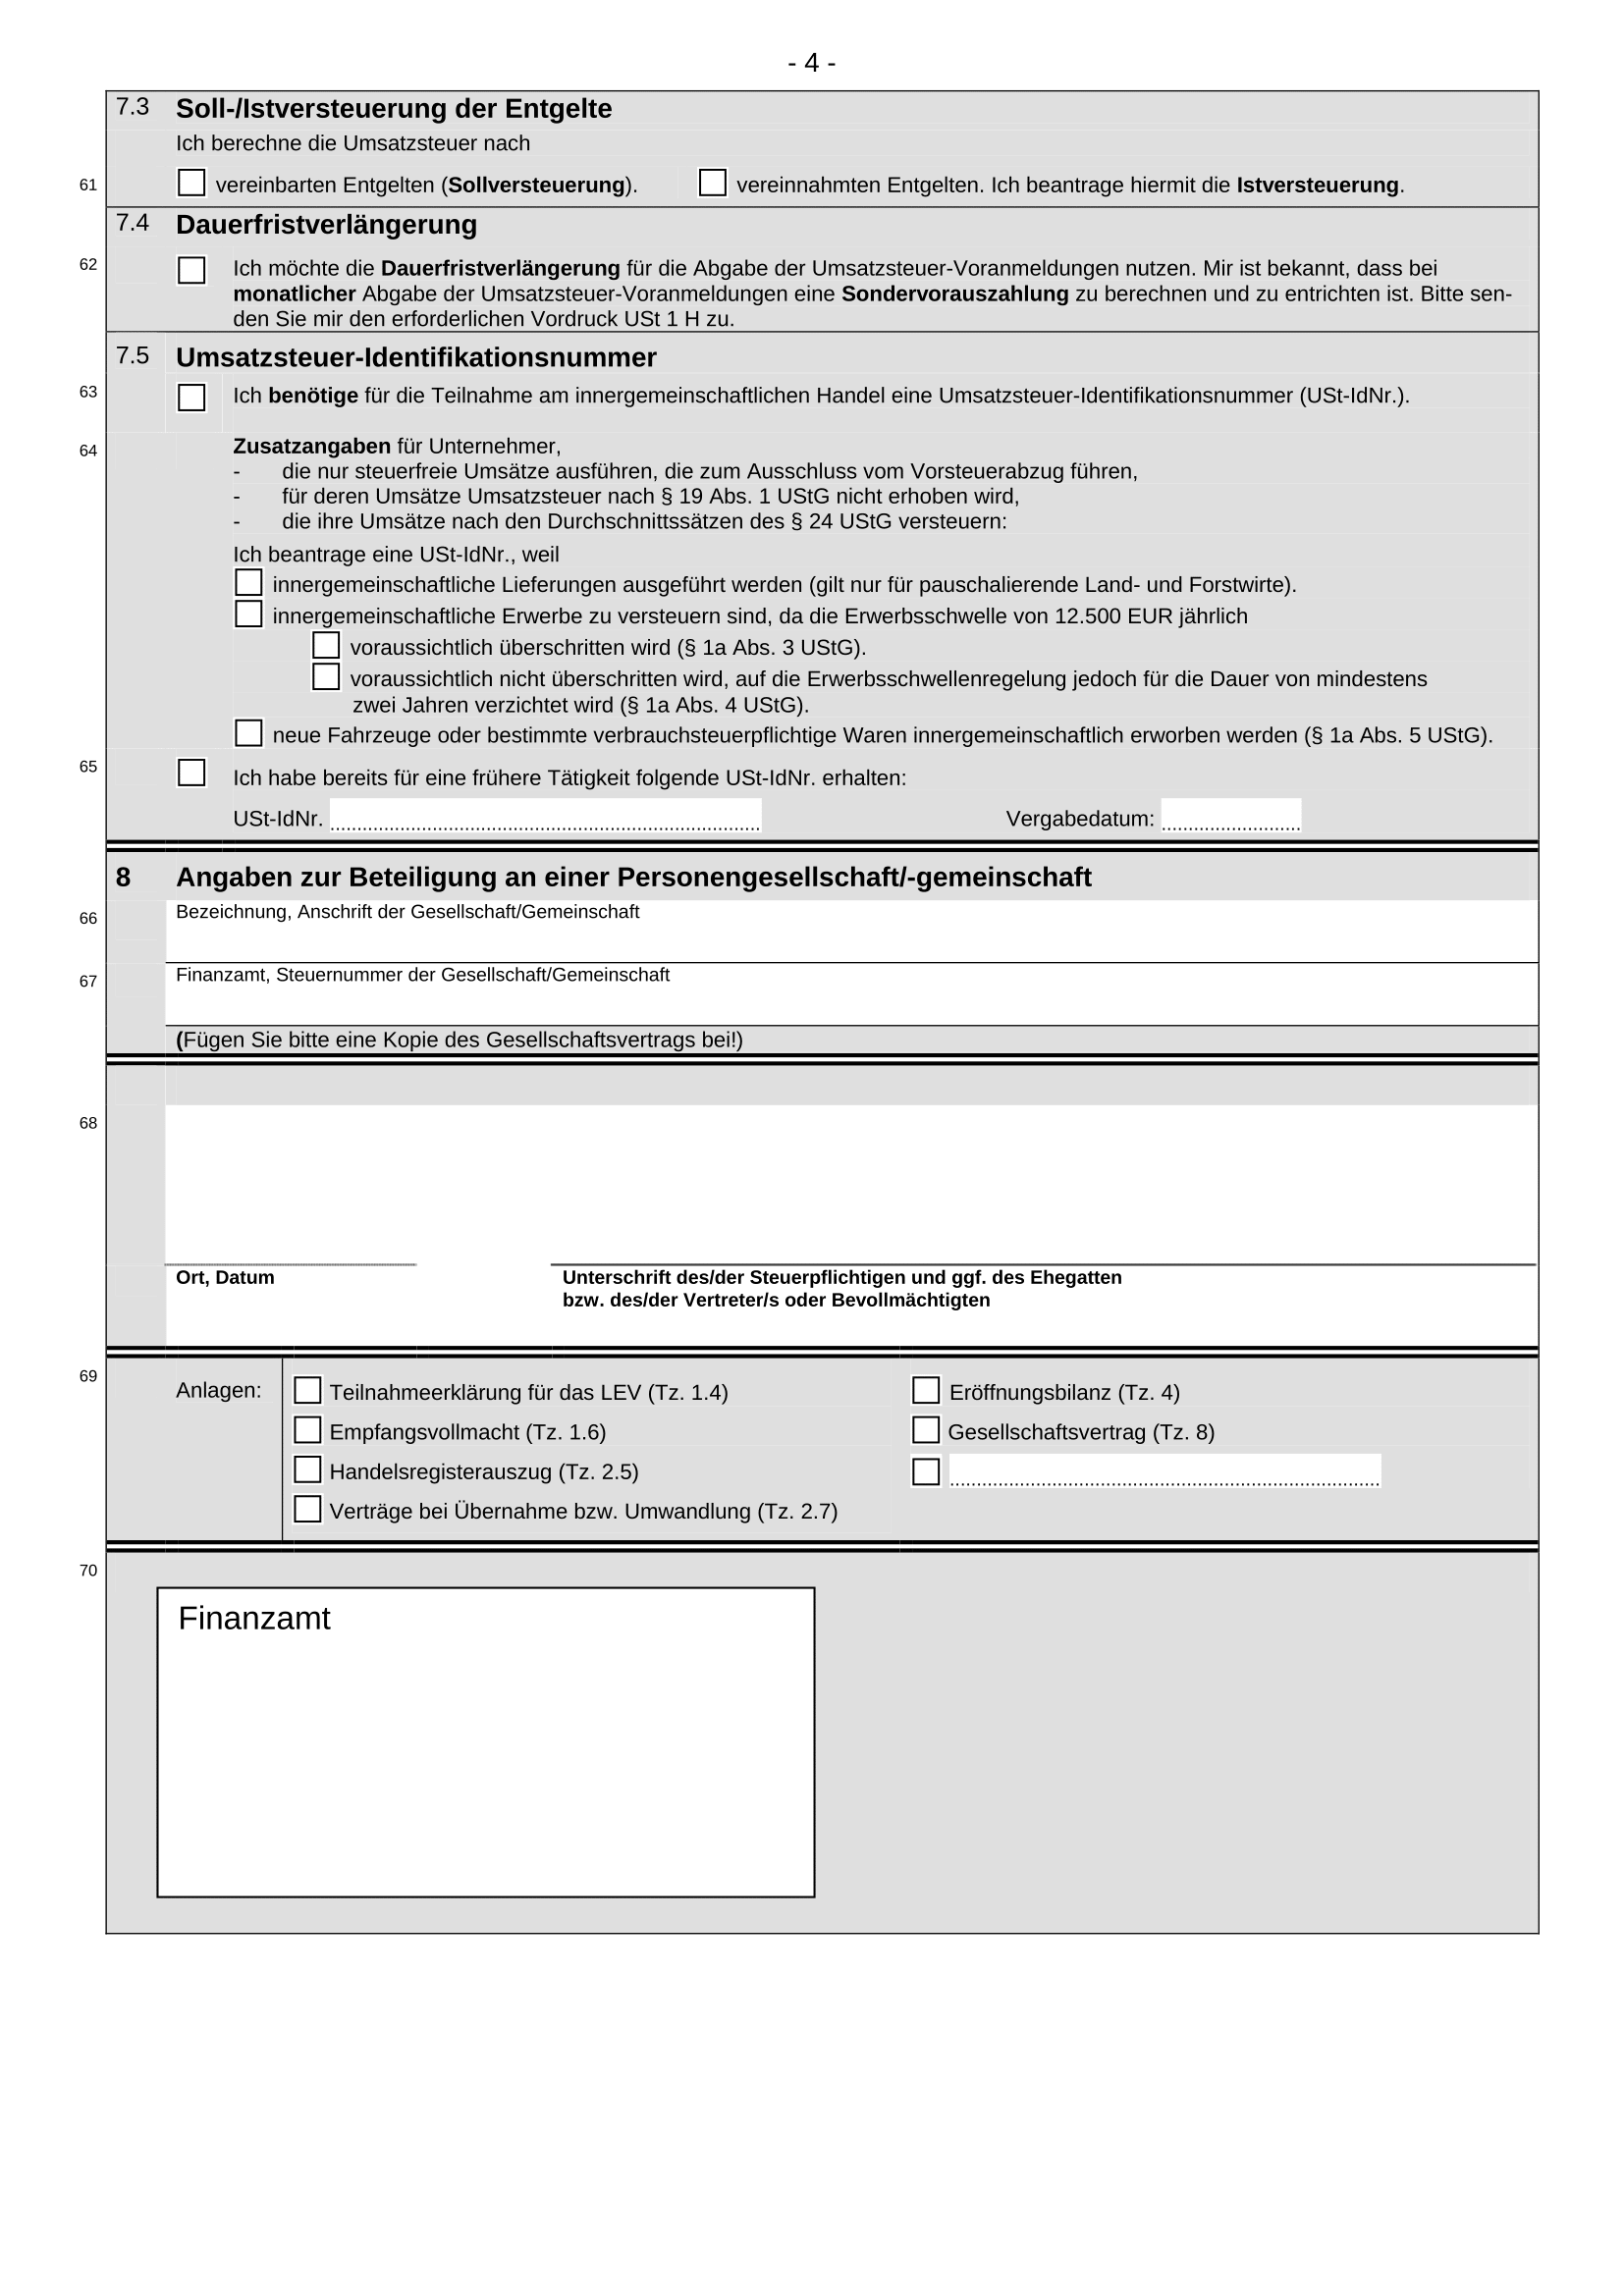 - 4 -
7.3 Soll-/Istversteuerung der Entgelte
Ich berechne die Umsatzsteuer nach
61 vereinbarten Entgelten (Sollversteuerung). vereinnahmten Entgelten. Ich beantrage hiermit die Istversteuerung.
7.4 Dauerfristverlängerung
62 Ich möchte die Dauerfristverlängerung für die Abgabe der Umsatzsteuer-Voranmeldungen nutzen. Mir ist bekannt, dass bei
monatlicher Abgabe der Umsatzsteuer-Voranmeldungen eine Sondervorauszahlung zu berechnen und zu entrichten ist. Bitte sen-
den Sie mir den erforderlichen Vordruck USt 1 H zu.
7.5 Umsatzsteuer-Identifikationsnummer
63 Ich benötige für die Teilnahme am innergemeinschaftlichen Handel eine Umsatzsteuer-Identifikationsnummer (USt-IdNr.).
64 Zusatzangaben für Unternehmer,
- die nur steuerfreie Umsätze ausführen, die zum Ausschluss vom Vorsteuerabzug führen,
- für deren Umsätze Umsatzsteuer nach § 19 Abs. 1 UStG nicht erhoben wird,
- die ihre Umsätze nach den Durchschnittssätzen des § 24 UStG versteuern:
Ich beantrage eine USt-IdNr., weil
innergemeinschaftliche Lieferungen ausgeführt werden (gilt nur für pauschalierende Land- und Forstwirte).
innergemeinschaftliche Erwerbe zu versteuern sind, da die Erwerbsschwelle von 12.500 EUR jährlich
voraussichtlich überschritten wird (§ 1a Abs. 3 UStG).
voraussichtlich nicht überschritten wird, auf die Erwerbsschwellenregelung jedoch für die Dauer von mindestens
zwei Jahren verzichtet wird (§ 1a Abs. 4 UStG).
neue Fahrzeuge oder bestimmte verbrauchsteuerpflichtige Waren innergemeinschaftlich erworben werden (§ 1a Abs. 5 UStG).
65 Ich habe bereits für eine frühere Tätigkeit folgende USt-IdNr. erhalten:
USt-IdNr. Vergabedatum:
8 Angaben zur Beteiligung an einer Personengesellschaft/-gemeinschaft
66 Bezeichnung, Anschrift der Gesellschaft/Gemeinschaft
67 Finanzamt, Steuernummer der Gesellschaft/Gemeinschaft
(Fügen Sie bitte eine Kopie des Gesellschaftsvertrags bei!)
68
Ort, Datum Unterschrift des/der Steuerpflichtigen und ggf. des Ehegatten
bzw. des/der Vertreter/s oder Bevollmächtigten
69 Anlagen: Teilnahmeerklärung für das LEV (Tz. 1.4) Eröffnungsbilanz (Tz. 4)
Empfangsvollmacht (Tz. 1.6) Gesellschaftsvertrag (Tz. 8)
Handelsregisterauszug (Tz. 2.5)
Verträge bei Übernahme bzw. Umwandlung (Tz. 2.7)
70
Finanzamt